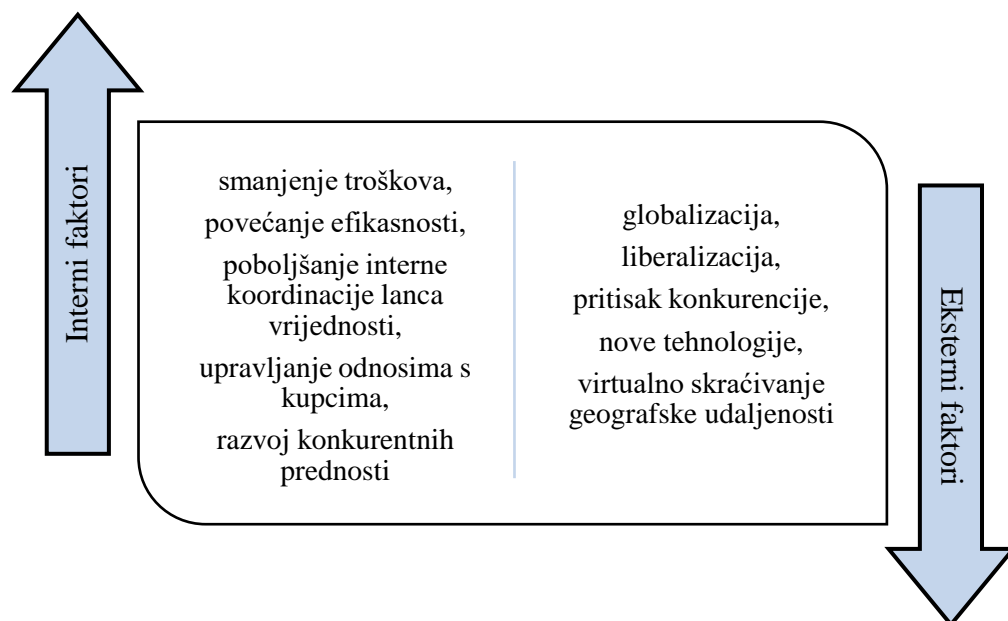 Interni faktori
smanjenje troškova,
povećanje efikasnosti,
poboljšanje interne
koordinacije lanca
vrijednosti,
upravljanje odnosima s
kupcima,
razvoj konkurentnih
prednosti
globalizacija,
liberalizacija,
pritisak konkurencije,
nove tehnologije,
virtualno skraćivanje
geografske udaljenosti
Eksterni faktori